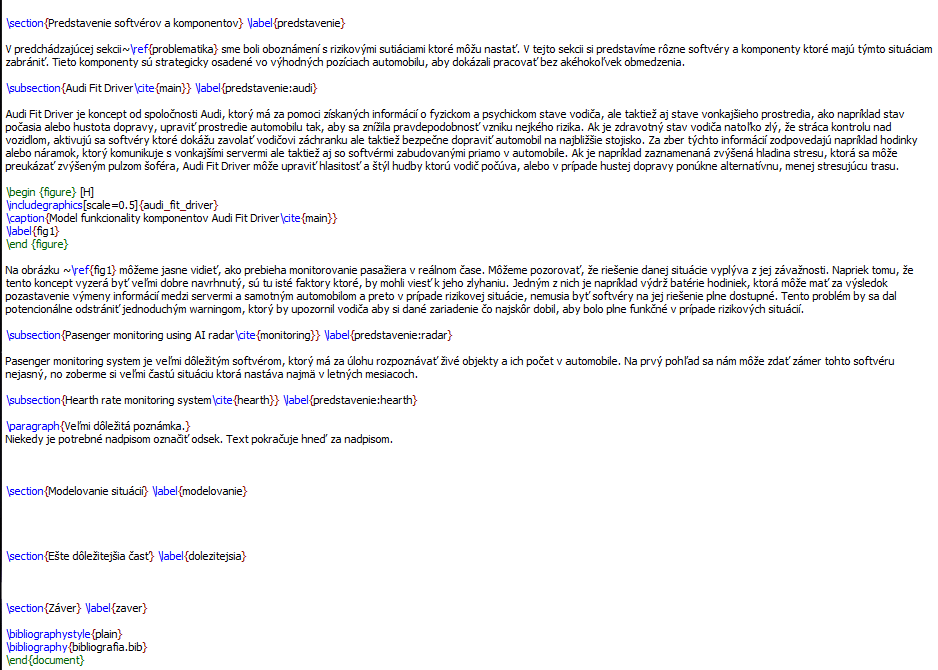 \section{Predstavenie softvérov a komponentov} \label{predstavenie}
V predchádzajúcej sekcii~\ref{problematika} sme boli oboznámení s rizikovými sutiáciami ktoré môžu nastať. V tejto sekcii si predstavíme rôzne softvéry a komponenty ktoré majú týmto situáciam
zabrániť. Tieto komponenty sú strategicky osadené vo výhodných pozíciach automobilu, aby dokázali pracovať bez akéhokoľvek obmedzenia.
\subsection{Audi Fit Driver\cite{main}} \label{predstavenie:audi}
Audi Fit Driver je koncept od spoločnosti Audi, ktorý má za pomoci získaných informácií o fyzickom a psychickom stave vodiča, ale taktiež aj stave vonkajšieho prostredia, ako napríklad stav
počasia alebo hustota dopravy, upraviť prostredie automobilu tak, aby sa znížila pravdepodobnosť vzniku nejkého rizika. Ak je zdravotný stav vodiča natoľko zlý, že stráca kontrolu nad
vozidlom, aktivujú sa softvéry ktoré dokážu zavolať vodičovi záchranku ale taktiež bezpečne dopraviť automobil na najbližšie stojisko. Za zber týchto informácií zodpovedajú napríklad hodinky
alebo náramok, ktorý komunikuje s vonkajšími servermi ale taktiež aj so softvérmi zabudovanými priamo v automobile. Ak je napríklad zaznamenaná zvýšená hladina stresu, ktorá sa môže
preukázať zvýšeným pulzom šoféra, Audi Fit Driver môže upraviť hlasitosť a štýl hudby ktorú vodič počúva, alebo v prípade hustej dopravy ponúkne alternatívnu, menej stresujúcu trasu.
\begin {figure} [H]
\includegraphics[scale=0.5]{audi_fit_driver}
\caption{Model funkcionality komponentov Audi Fit Driver\cite{main}}
\label{fig1}
\end {figure}
Na obrázku ~\ref{fig1} môžeme jasne vidieť, ako prebieha monitorovanie pasažiera v reálnom čase. Môžeme pozorovať, že riešenie danej situácie vyplýva z jej závažnosti. Napriek tomu, že
tento koncept vyzerá byť veľmi dobre navrhnutý, sú tu isté faktory ktoré, by mohli viesť k jeho zlyhaniu. Jedným z nich je napríklad výdrž batérie hodiniek, ktorá môže mať za výsledok
pozastavenie výmeny informácií medzi servermi a samotným automobilom a preto v prípade rizikovej situácie, nemusia byť softvéry na jej riešenie plne dostupné. Tento problém by sa dal
potencionálne odstrániť jednoduchým warningom, ktorý by upozornil vodiča aby si dané zariadenie čo najskôr dobil, aby bolo plne funkčné v prípade rizikových situácií.
\subsection{Pasenger monitoring using AI radar\cite{monitoring}} \label{predstavenie:radar}
Pasenger monitoring system je veľmi dôležitým softvérom, ktorý má za úlohu rozpoznávať živé objekty a ich počet v automobile. Na prvý pohľad sa nám môže zdať zámer tohto softvéru
nejasný, no zoberme si veľmi častú situáciu ktorá nastáva najmä v letných mesiacoch.
\subsection{Hearth rate monitoring system\cite{hearth}} \label{predstavenie:hearth}
\paragraph{Veľmi dôležitá poznámka.}
Niekedy je potrebné nadpisom označiť odsek. Text pokračuje hneď za nadpisom.
\section{Modelovanie situácií} \label{modelovanie}
\section{Ešte dôležitejšia časť} \label{dolezitejsia}
\section{Záver} \label{zaver}
\bibliographystyle{plain}
\bibliography{bibliografia.bib}
\end{document}